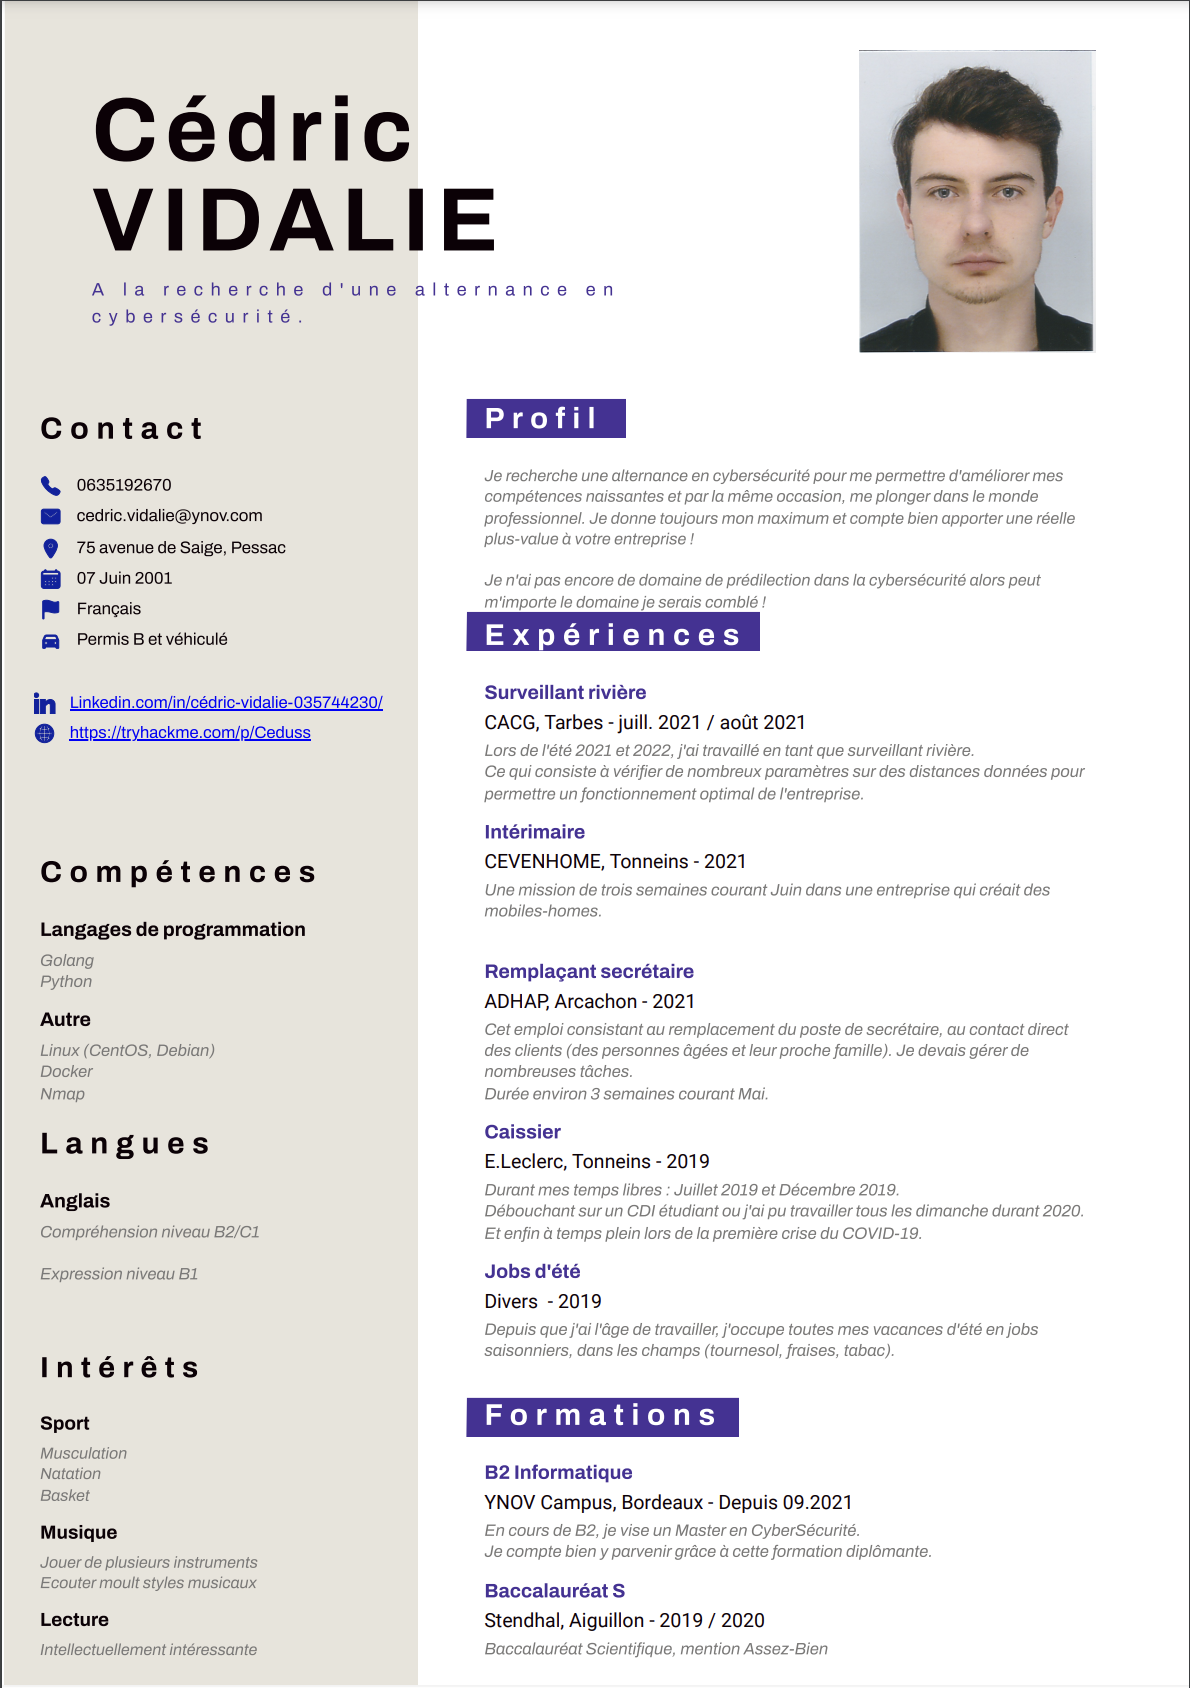 Cédric
VIDALIE
A la recherche d'une alternance en
cybersécurité.
Contact
0635192670
cedric.vidalie@ynov.com
75 avenue de Saige, Pessac
07 Juin 2001
Français
Permis B et véhiculé
Linkedin.com/in/cédric-vidalie-035744230/
https://tryhackme.com/p/Ceduss
Compétences
Langages de programmation
Golang
Python
Autre
Linux (CentOS, Debian)
Docker
Nmap
Langues
Anglais
Compréhension niveau B2/C1
Expression niveau B1
Intérêts
Sport
Musculation
Natation
Basket
Musique
Jouer de plusieurs instruments
Ecouter moult styles musicaux
Lecture
Intellectuellement intéressante
Profil
Je recherche une alternance en cybersécurité pour me permettre d'améliorer mes
compétences naissantes et par la même occasion, me plonger dans le monde
professionnel. Je donne toujours mon maximum et compte bien apporter une réelle
plus-value à votre entreprise !
Je n'ai pas encore de domaine de prédilection dans la cybersécurité alors peut
m'importe le domaine je serais comblé !
Expériences
Surveillant rivière
CACG, Tarbes - juill. 2021 / août 2021
Lors de l'été 2021 et 2022, j'ai travaillé en tant que surveillant rivière.
Ce qui consiste à vérifier de nombreux paramètres sur des distances données pour
permettre un fonctionnement optimal de l'entreprise.
Intérimaire
CEVENHOME, Tonneins - 2021
Une mission de trois semaines courant Juin dans une entreprise qui créait des
mobiles-homes.
Remplaçant secrétaire
ADHAP, Arcachon - 2021
Cet emploi consistant au remplacement du poste de secrétaire, au contact direct
des clients (des personnes âgées et leur proche famille). Je devais gérer de
nombreuses tâches.
Durée environ 3 semaines courant Mai.
Caissier
E.Leclerc, Tonneins - 2019
Durant mes temps libres : Juillet 2019 et Décembre 2019.
Débouchant sur un CDI étudiant ou j'ai pu travailler tous les dimanche durant 2020.
Et enfin à temps plein lors de la première crise du COVID-19.
Jobs d'été
Divers - 2019
Depuis que j'ai l'âge de travailler, j'occupe toutes mes vacances d'été en jobs
saisonniers, dans les champs (tournesol, fraises, tabac).
Formations
B2 Informatique
YNOV Campus, Bordeaux - Depuis 09.2021
En cours de B2, je vise un Master en CyberSécurité.
Je compte bien y parvenir grâce à cette formation diplômante.
Baccalauréat S
Stendhal, Aiguillon - 2019 / 2020
Baccalauréat Scientifique, mention Assez-Bien